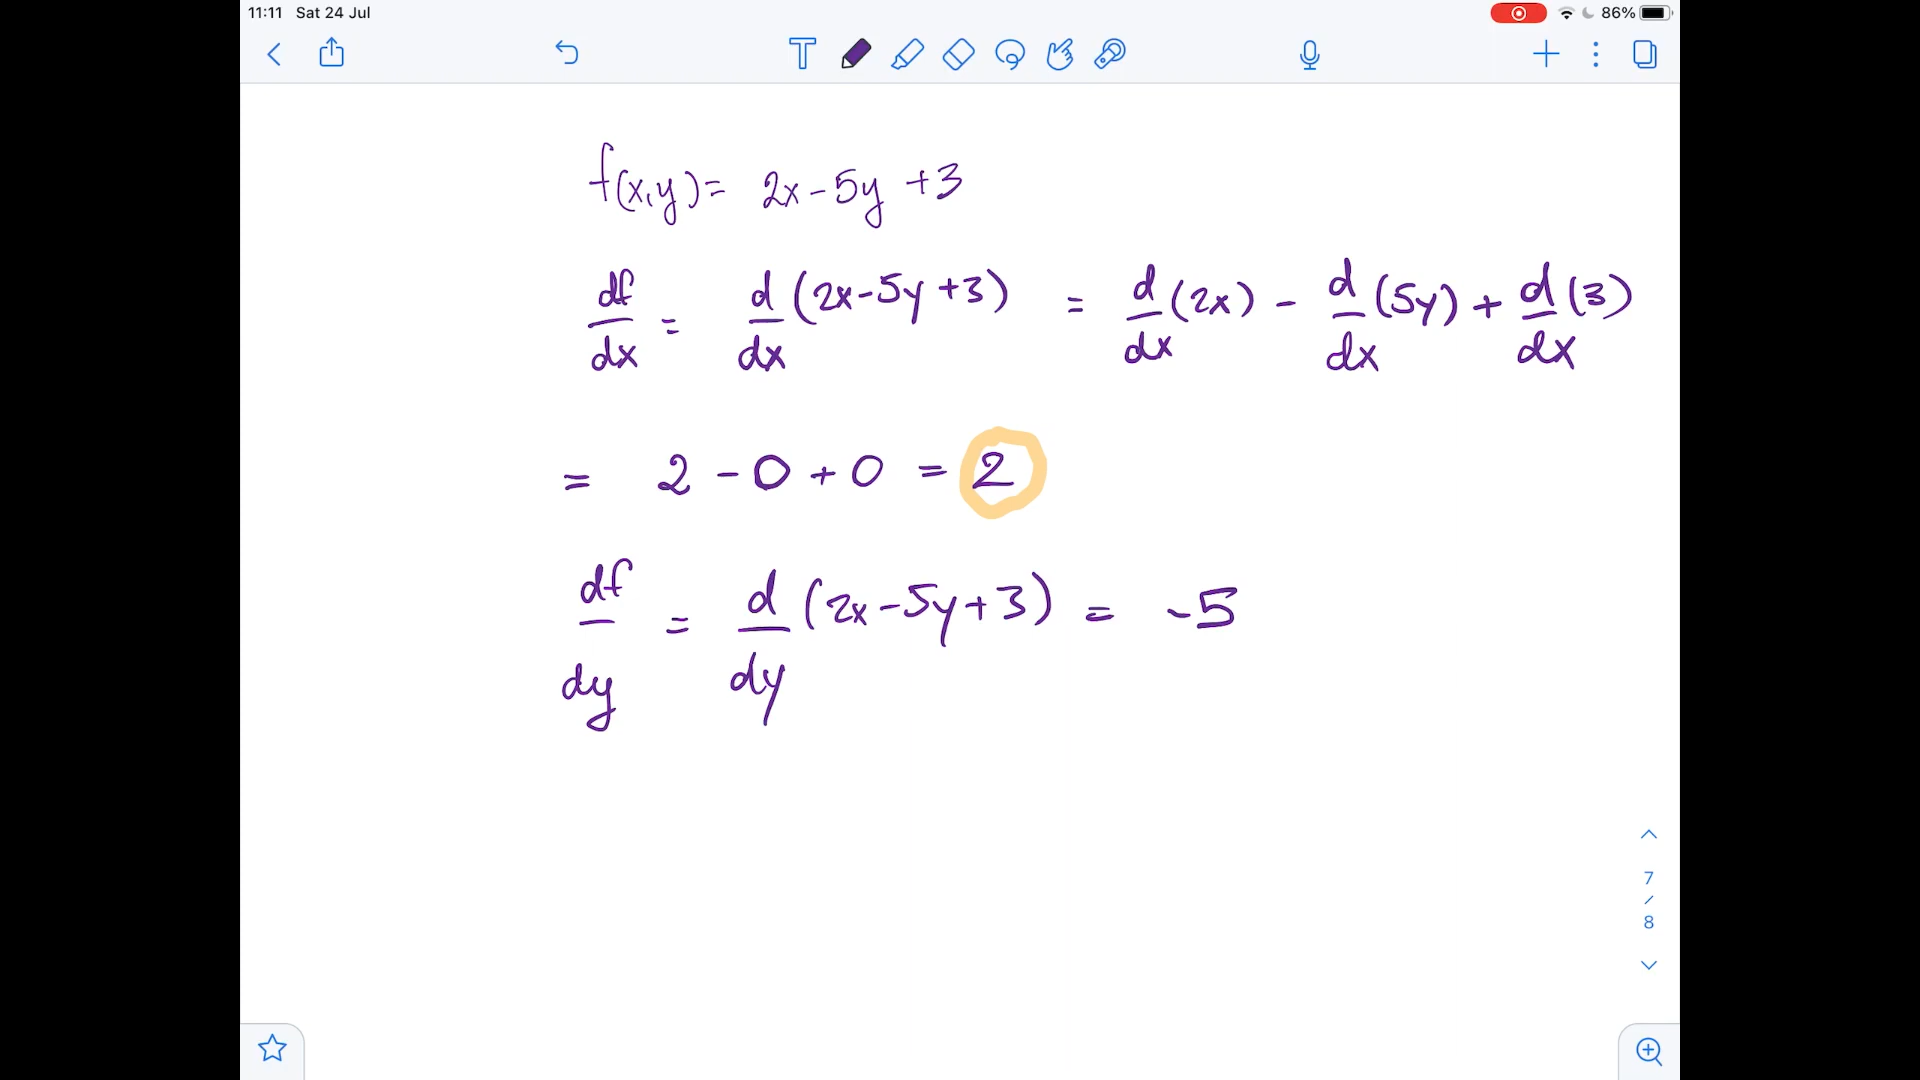 11:11 Sat 24 Jul 86%
T
f(x,y)= 2x-5y +3
df/dx = d/dx (2x-5y+3) = d/dx (2x) - d/dx (5y) + d/dx (3)
= 2 - 0 + 0 = 2
df/dy = d/dy (2x-5y+3) = -5
7
/
8